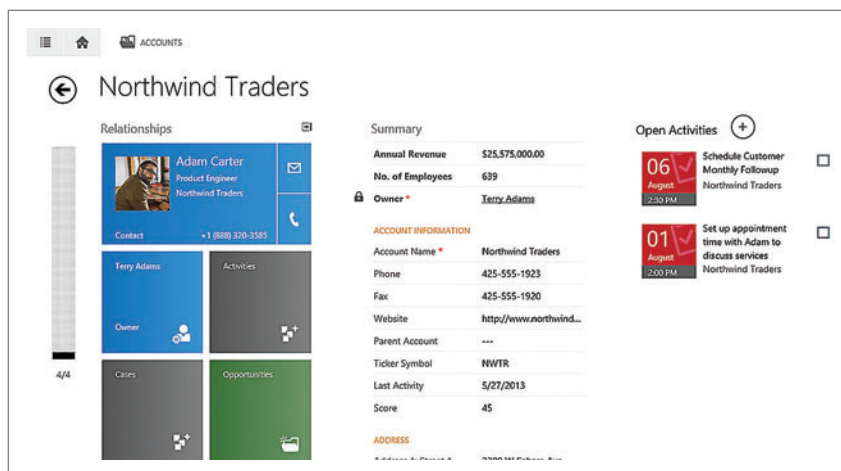 ACCOUNTS
Northwind Traders
Relationships
Adam Carter
Product Engineer
Northwind Traders
Contact +1 (888) 320-3585
Terry Adams
Owner
Activities
Cases
Opportunities
4/4
Summary
Annual Revenue $25,575,000.00
No. of Employees 639
Owner * Terry Adams
ACCOUNT INFORMATION
Account Name * Northwind Traders
Phone 425-555-1923
Fax 425-555-1920
Website http://www.northwind...
Parent Account ---
Ticker Symbol NWTR
Last Activity 5/27/2013
Score 45
ADDRESS
Open Activities
06
August
2:30 PM
Schedule Customer
Monthly Followup
Northwind Traders
01
August
2:00 PM
Set up appointment
time with Adam to
discuss services
Northwind Traders